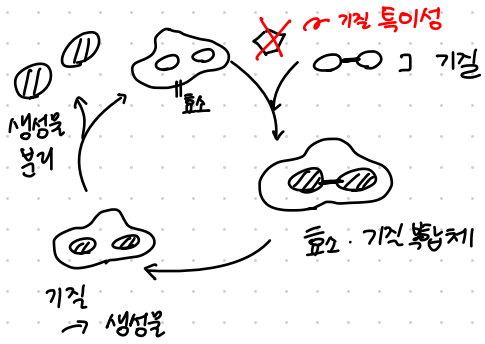 기질 특이성
기질
효소
생성물
분리
효소·기질 복합체
기질
→ 생성물